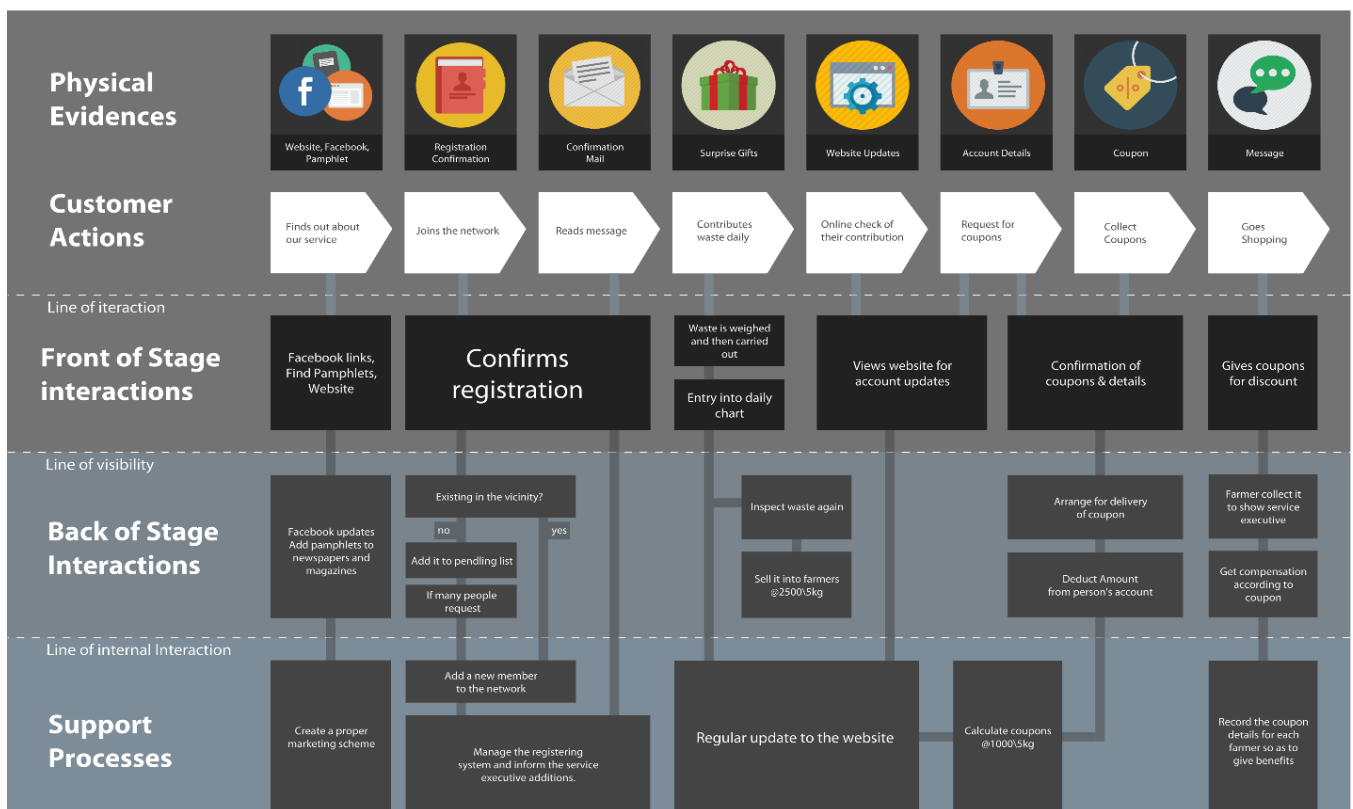 Physical
Evidences
f
Website, Facebook,
Pamphlet
Registration
Confirmation
Confirmation
Mail
Surprise Gifts
Website Updates
Account Details
Coupon
Message
Customer
Actions
Finds out about
our service
Joins the network
Reads message
Contributes
waste daily
Online check of
their contribution
Request for
coupons
Collect
Coupons
Goes
Shopping
Line of iteraction
Front of Stage
interactions
Facebook links,
Find Pamphlets,
Website
Confirms
registration
Waste is weighed
and then carried
out
Entry into daily
chart
Views website for
account updates
Confirmation of
coupons & details
Gives coupons
for discount
Line of visibility
Back of Stage
Interactions
Facebook updates
Add pamphlets to
newspapers and
magazines
Existing in the vicinity?
no
yes
Add it to pendling list
If many people
request
Inspect waste again
Sell it into farmers
@2500\5kg
Arrange for delivery
of coupon
Deduct Amount
from person's account
Farmer collect it
to show service
executive
Get compensation
according to
coupon
Line of internal Interaction
Support
Processes
Create a proper
marketing scheme
Add a new member
to the network
Manage the registering
system and inform the service
executive additions.
Regular update to the website
Calculate coupons
@1000\5kg
Record the coupon
details for each
farmer so as to
give benefits